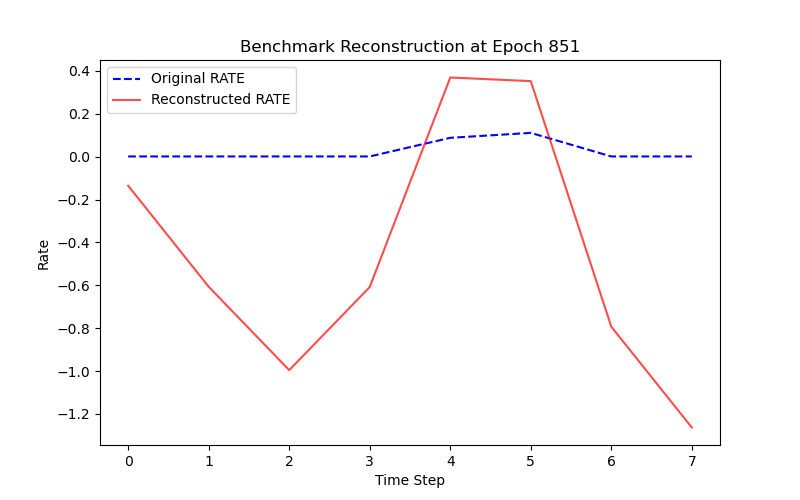 Benchmark Reconstruction at Epoch 851
Original RATE
Reconstructed RATE
0.4
0.2
0.0
−0.2
−0.4
−0.6
−0.8
−1.0
−1.2
Rate
0 1 2 3 4 5 6 7
Time Step